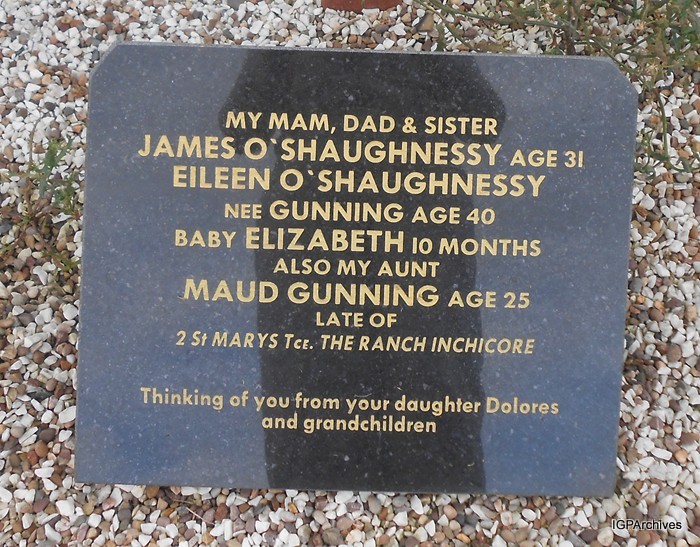 MY MAM, DAD & SISTER
JAMES O`SHAUGHNESSY AGE 31
EILEEN O`SHAUGHNESSY
NEE GUNNING AGE 40
BABY ELIZABETH 10 MONTHS
ALSO MY AUNT
MAUD GUNNING AGE 25
LATE OF
2 St MARYS Tce. THE RANCH INCHICORE
Thinking of you from your daughter Dolores
and grandchildren
IGPArchives